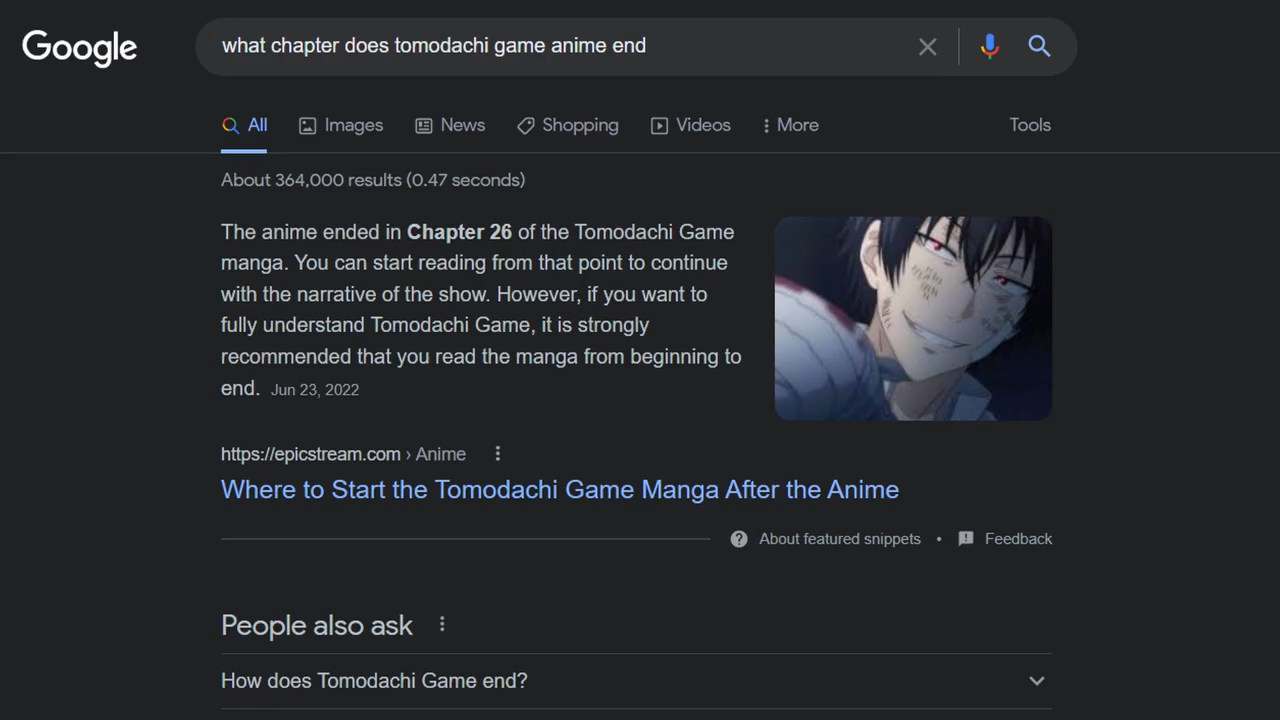 Google
what chapter does tomodachi game anime end
All Images News Shopping Videos More Tools
About 364,000 results (0.47 seconds)
The anime ended in Chapter 26 of the Tomodachi Game
manga. You can start reading from that point to continue
with the narrative of the show. However, if you want to
fully understand Tomodachi Game, it is strongly
recommended that you read the manga from beginning to
end. Jun 23, 2022
https://epicstream.com › Anime
Where to Start the Tomodachi Game Manga After the Anime
About featured snippets • Feedback
People also ask
How does Tomodachi Game end?